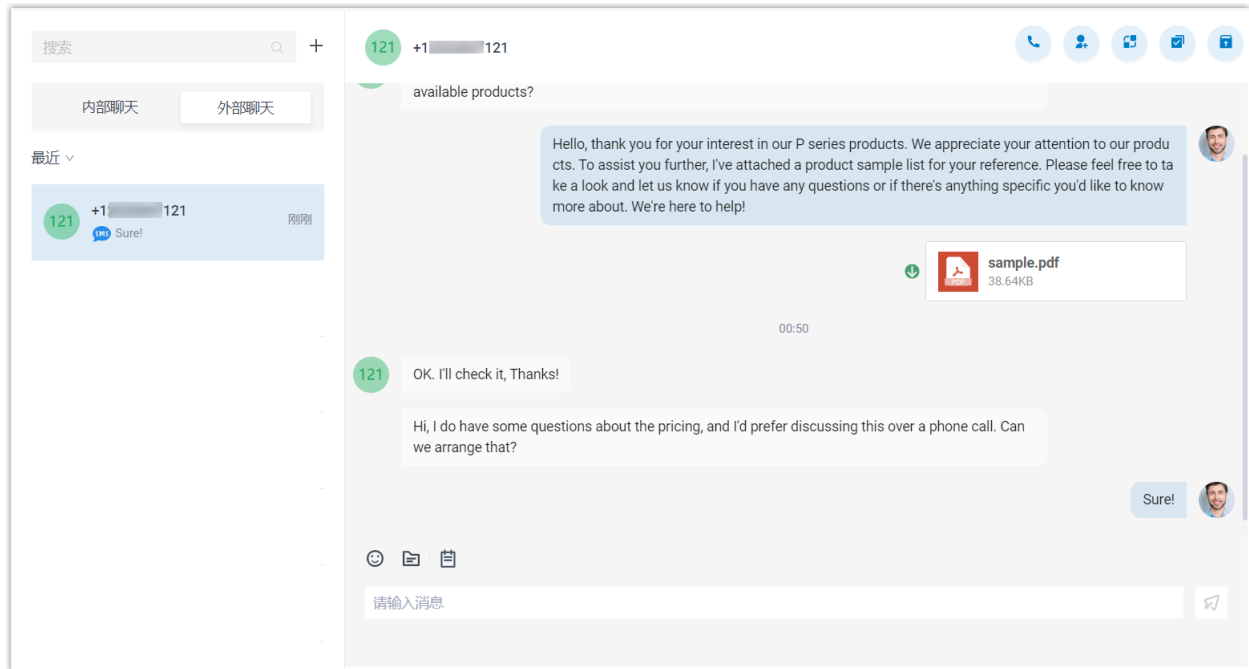 搜索
内部聊天
外部聊天
最近
121
+1
121
刚刚
SMS
Sure!
121
+1
121
available products?
Hello, thank you for your interest in our P series products. We appreciate your attention to our produ
cts. To assist you further, I've attached a product sample list for your reference. Please feel free to ta
ke a look and let us know if you have any questions or if there's anything specific you'd like to know
more about. We're here to help!
sample.pdf
PDF
38.64KB
00:50
121
OK. I'll check it, Thanks!
Hi, I do have some questions about the pricing, and I'd prefer discussing this over a phone call. Can
we arrange that?
Sure!
请输入消息